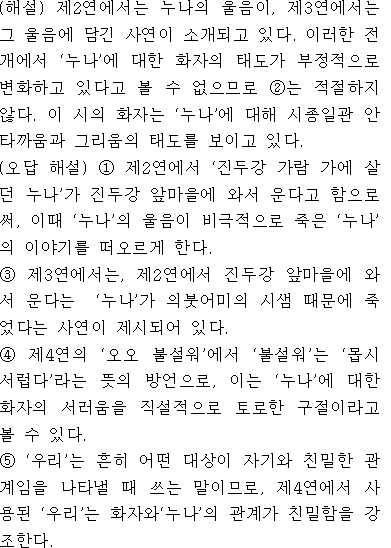 (해설) 제2연에서는 누나의 울음이, 제3연에서는
그 울음에 담긴 사연이 소개되고 있다. 이러한 전
개에서 ‘누나’에 대한 화자의 태도가 부정적으로
변화하고 있다고 볼 수 없으므로 ②는 적절하지
않다. 이 시의 화자는 ‘누나’에 대해 시종일관 안
타까움과 그리움의 태도를 보이고 있다.
(오답 해설) ① 제2연에서 ‘진두강 가람 가에 살
던 누나’가 진두강 앞마을에 와서 운다고 함으로
써, 이때 ‘누나’의 울음이 비극적으로 죽은 ‘누나’
의 이야기를 떠오르게 한다.
③ 제3연에서는, 제2연에서 진두강 앞마을에 와
서 운다는 ‘누나’가 의붓어미의 시샘 때문에 죽
었다는 사연이 제시되어 있다.
④ 제4연의 ‘오오 불설워’에서 ‘불설워’는 ‘몹시
서럽다’라는 뜻의 방언으로, 이는 ‘누나’에 대한
화자의 서러움을 직설적으로 토로한 구절이라고
볼 수 있다.
⑤ ‘우리’는 흔히 어떤 대상이 자기와 친밀한 관
계임을 나타낼 때 쓰는 말이므로, 제4연에서 사
용된 ‘우리’는 화자와‘누나’의 관계가 친밀함을 강
조한다.